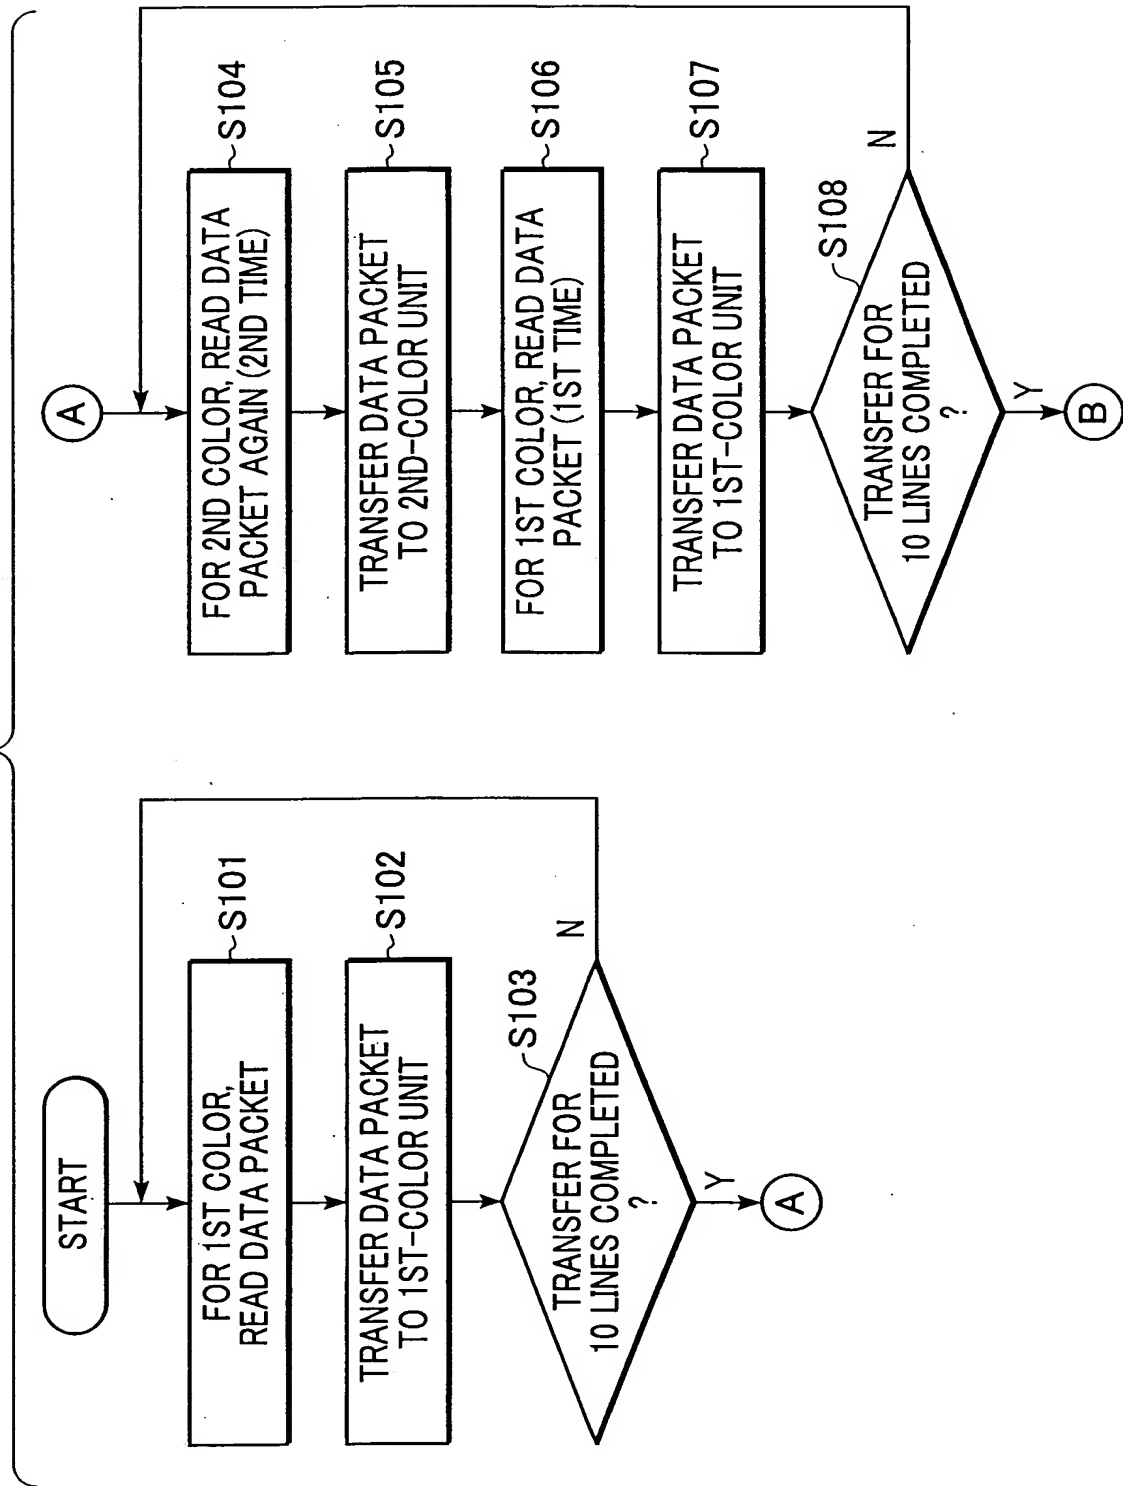 START
FOR 1ST COLOR,
READ DATA PACKET
S101
TRANSFER DATA PACKET
TO 1ST-COLOR UNIT
S102
TRANSFER FOR
10 LINES COMPLETED
?
S103
N
Y
A
A
FOR 2ND COLOR, READ DATA
PACKET AGAIN (2ND TIME)
S104
TRANSFER DATA PACKET
TO 2ND-COLOR UNIT
S105
FOR 1ST COLOR, READ DATA
PACKET (1ST TIME)
S106
TRANSFER DATA PACKET
TO 1ST-COLOR UNIT
S107
TRANSFER FOR
10 LINES COMPLETED
?
S108
N
Y
B